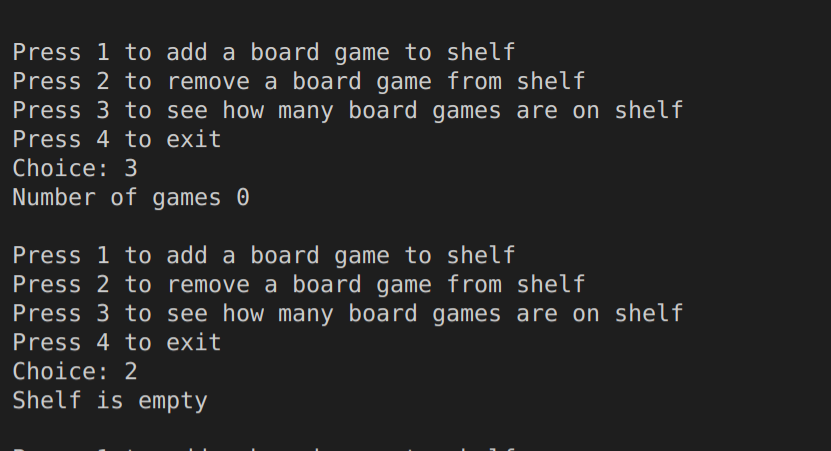 Press 1 to add a board game to shelf
Press 2 to remove a board game from shelf
Press 3 to see how many board games are on shelf
Press 4 to exit
Choice: 3
Number of games 0
Press 1 to add a board game to shelf
Press 2 to remove a board game from shelf
Press 3 to see how many board games are on shelf
Press 4 to exit
Choice: 2
Shelf is empty